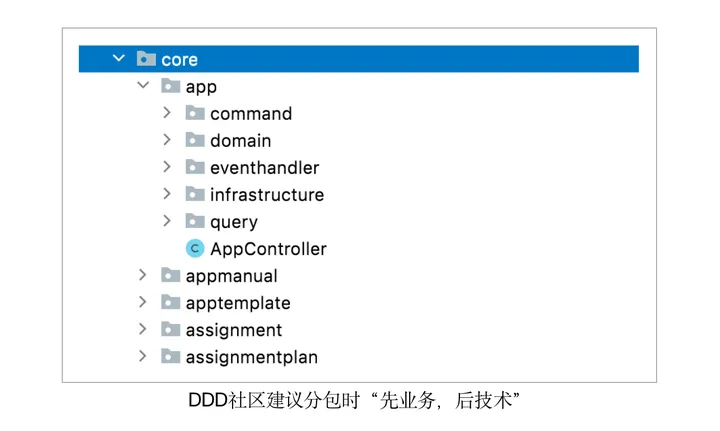 core
app
command
domain
eventhandler
infrastructure
query
C AppController
appmanual
apptemplate
assignment
assignmentplan
DDD社区建议分包时“先业务，后技术”